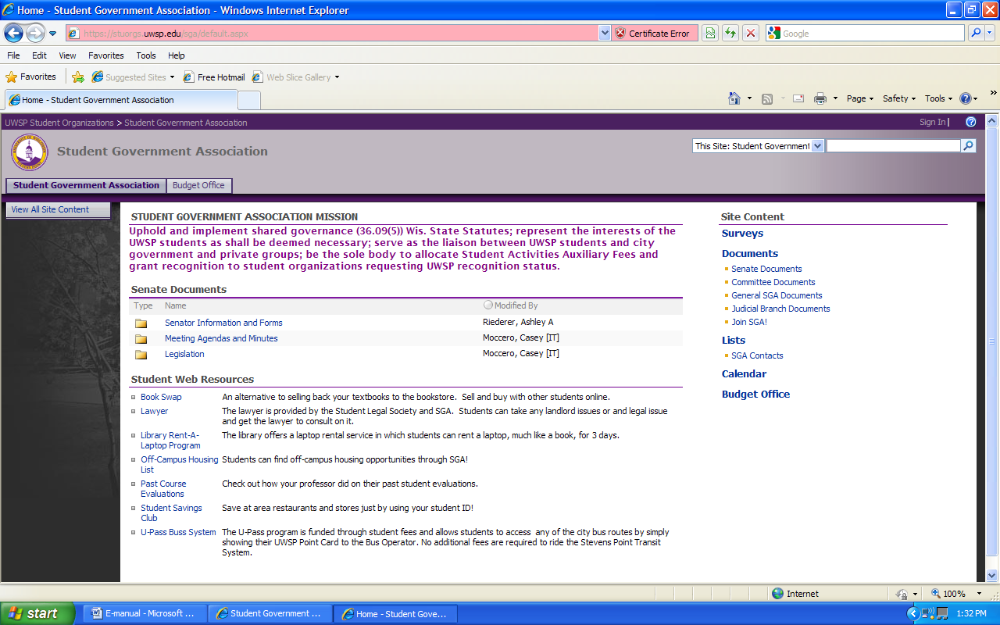 Home - Student Government Association - Windows Internet Explorer
https://stuorgs.uwsp.edu/sga/default.aspx Certificate Error Google
File Edit View Favorites Tools Help
Favorites Suggested Sites Free Hotmail Web Slice Gallery
Home - Student Government Association Page Safety Tools »
UWSP Student Organizations > Student Government Association Sign In |
Student Government Association This Site: Student Government
Student Government Association Budget Office
View All Site Content
STUDENT GOVERNMENT ASSOCIATION MISSION
Uphold and implement shared governance (36.09(5)) Wis. State Statutes; represent the interests of the
UWSP students as shall be deemed necessary; serve as the liaison between UWSP students and city
government and private groups; be the sole body to allocate Student Activities Auxiliary Fees and
grant recognition to student organizations requesting UWSP recognition status.
Senate Documents
Type Name Modified By
Senator Information and Forms Riederer, Ashley A
Meeting Agendas and Minutes Moccero, Casey [IT]
Legislation Moccero, Casey [IT]
Student Web Resources
Book Swap An alternative to selling back your textbooks to the bookstore. Sell and buy with other students online.
Lawyer The lawyer is provided by the Student Legal Society and SGA. Students can take any landlord issues or and legal issue
and get the lawyer to consult on it.
Library Rent-A- The library offers a laptop rental service in which students can rent a laptop, much like a book, for 3 days.
Laptop Program
Off-Campus Housing Students can find off-campus housing opportunities through SGA!
List
Past Course Check out how your professor did on their past student evaluations.
Evaluations
Student Savings Save at area restaurants and stores just by using your student ID!
Club
U-Pass Buss System The U-Pass program is funded through student fees and allows students to access any of the city bus routes by simply
showing their UWSP Point Card to the Bus Operator. No additional fees are required to ride the Stevens Point Transit
System.
Site Content
Surveys
Documents
Senate Documents
Committee Documents
General SGA Documents
Judicial Branch Documents
Join SGA!
Lists
SGA Contacts
Calendar
Budget Office
Internet 100%
start E-manual - Microsoft ... Student Government ... Home - Student Gove... 1:32 PM